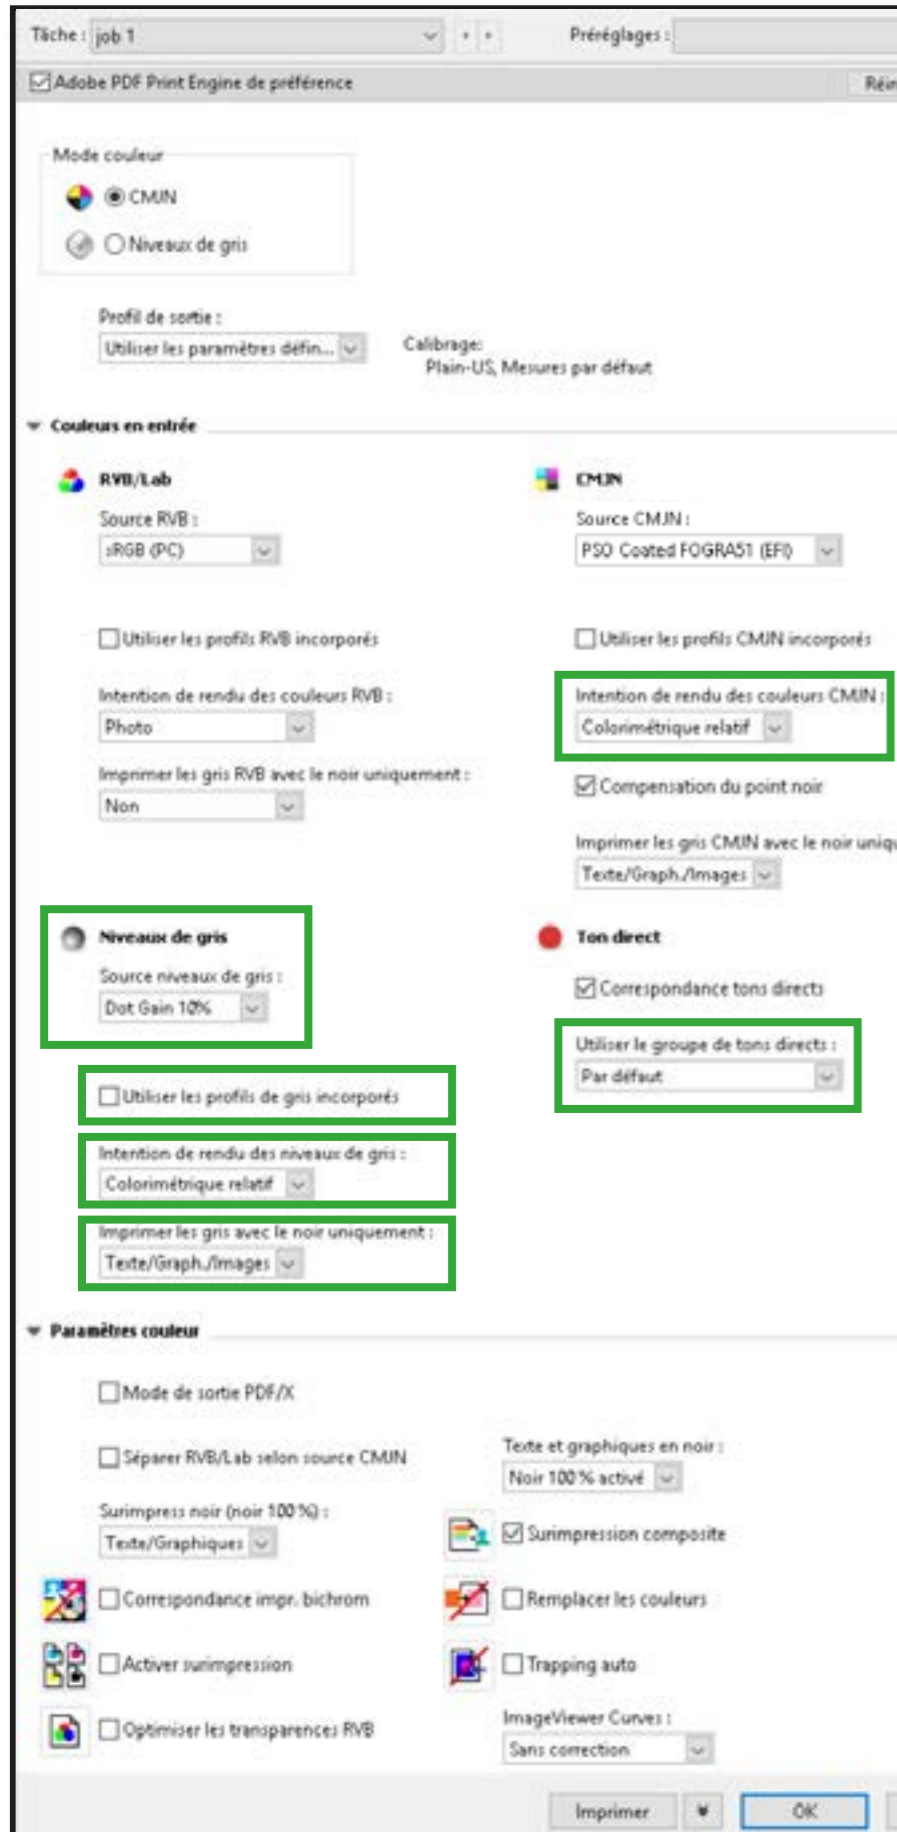 Tâche : job 1 Préréglages :
Adobe PDF Print Engine de préférence
Mode couleur
CMJN
Niveaux de gris
Profil de sortie :
Utiliser les paramètres défin...
Calibrage:
Plain-US, Mesures par défaut
Couleurs en entrée
RVB/Lab
Source RVB :
sRGB (PC)
Utiliser les profils RVB incorporés
Intention de rendu des couleurs RVB :
Photo
Imprimer les gris RVB avec le noir uniquement :
Non
CMJN
Source CMJN :
PSO Coated FOGRA51 (EFI)
Utiliser les profils CMJN incorporés
Intention de rendu des couleurs CMJN :
Colorimétrique relatif
Compensation du point noir
Imprimer les gris CMJN avec le noir
Texte/Graph./Images
Niveaux de gris
Source niveaux de gris :
Dot Gain 10%
Utiliser les profils de gris incorporés
Intention de rendu des niveaux de gris :
Colorimétrique relatif
Imprimer les gris avec le noir uniquement :
Texte/Graph./Images
Ton direct
Correspondance tons directs
Utiliser le groupe de tons directs :
Par défaut
Paramètres couleur
Mode de sortie PDF/X
Séparer RVB/Lab selon source CMJN
Surimpress noir (noir 100%) :
Texte/Graphiques
Correspondance impr. bichrom
Activer surimpression
Optimiser les transparences RVB
Texte et graphiques en noir :
Noir 100% activé
Surimpression composite
Remplacer les couleurs
Trapping auto
ImageViewer Curves :
Sans correction
Imprimer OK